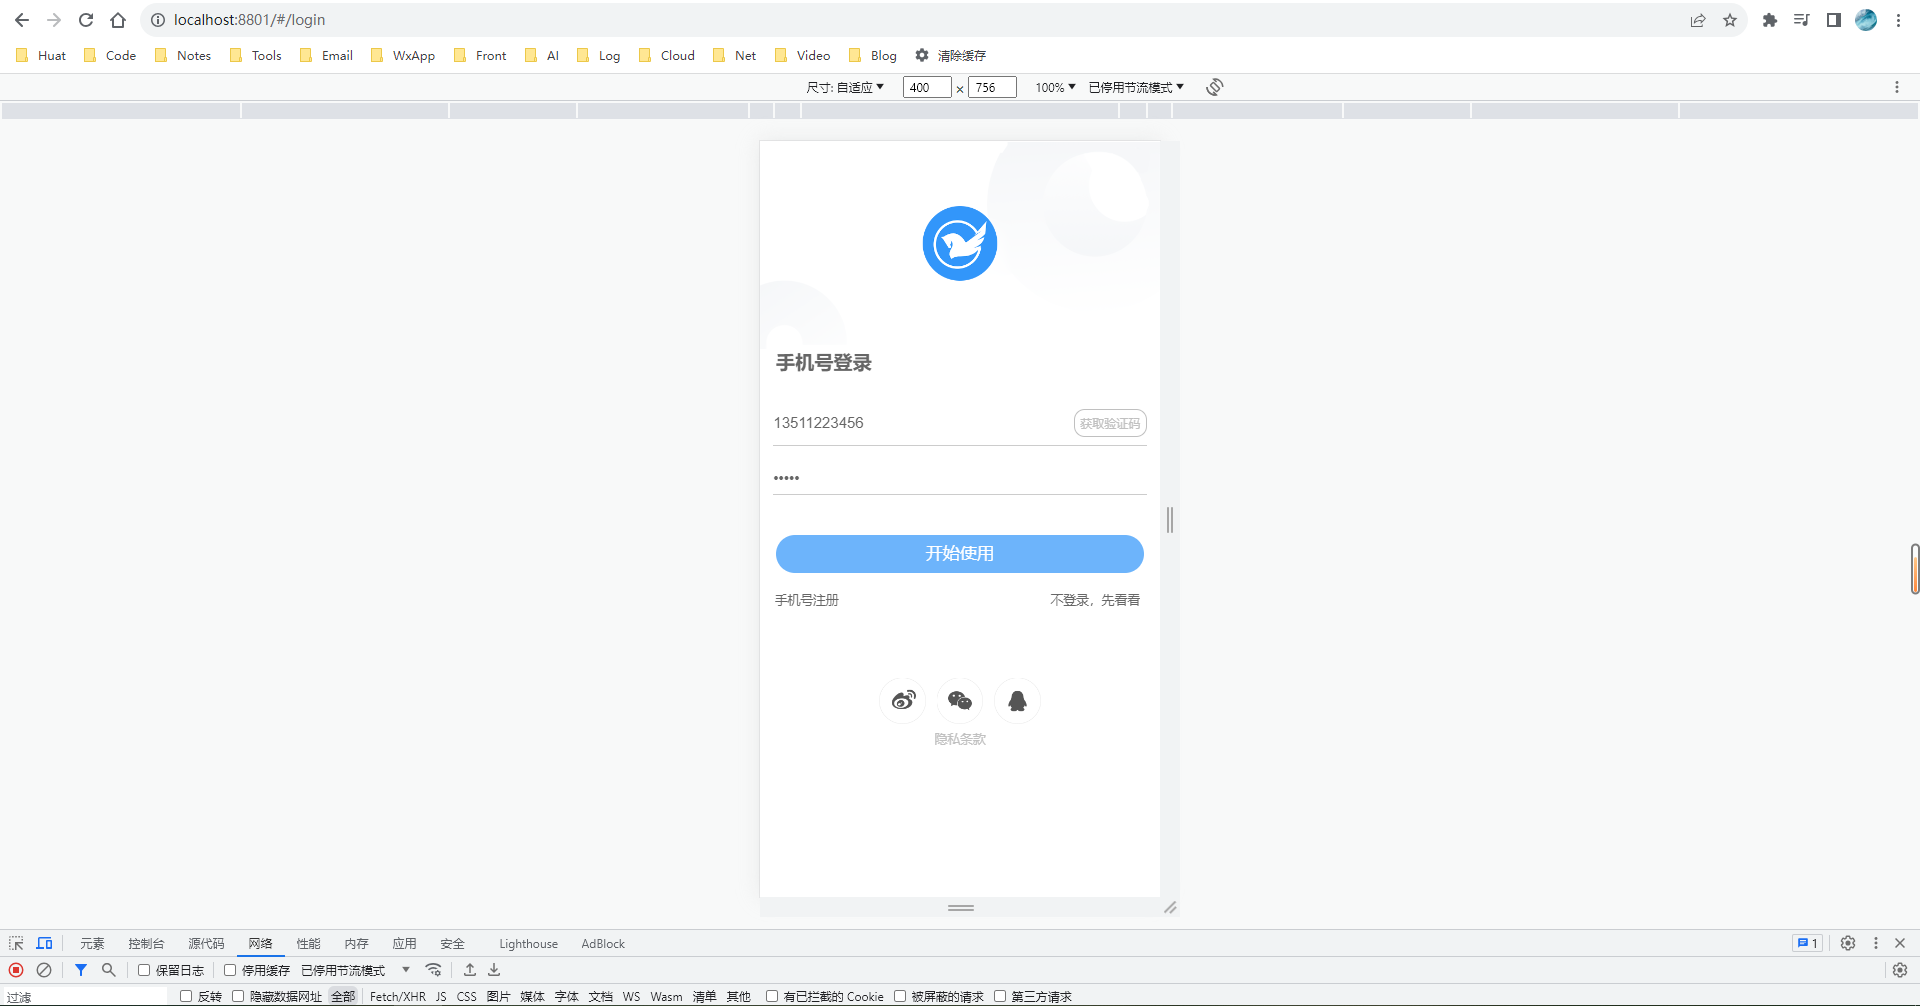 localhost:8801/#/login
Huat Code Notes Tools Email WxApp Front AI Log Cloud Net Video Blog 清除缓存
尺寸: 自适应 400 × 756 100% 已停用节流模式
手机号登录
13511223456 获取验证码
•••••
开始使用
手机号注册 不登录，先看看
隐私条款
元素 控制台 源代码 网络 性能 内存 应用 安全 Lighthouse AdBlock 1
保留日志 停用缓存 已停用节流模式
过滤 反转 隐藏数据网址 全部 Fetch/XHR JS CSS 图片 媒体 字体 文档 WS Wasm 清单 其他 有已拦截的 Cookie 被屏蔽的请求 第三方请求